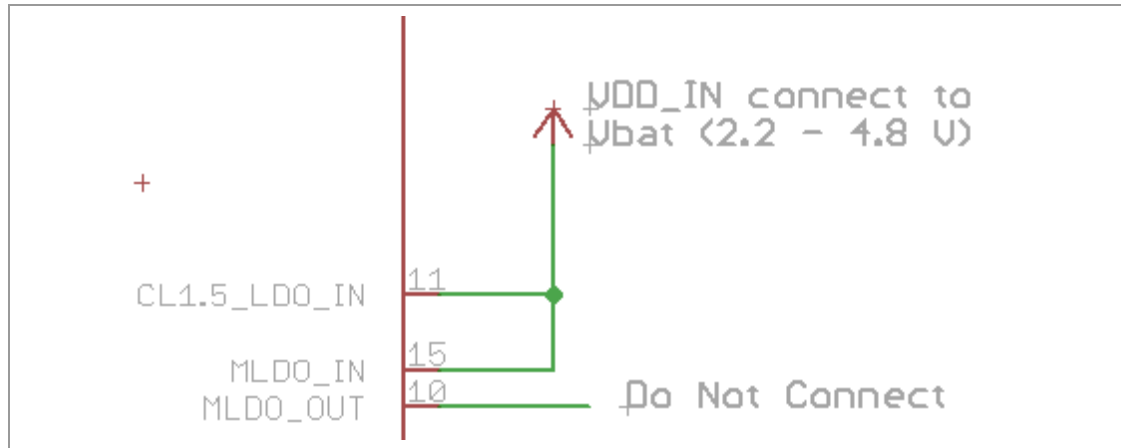 VDD_IN connect to
Vbat (2.2 - 4.8 V)
11
CL1.5_LDO_IN
15
MLDO_IN
10
MLDO_OUT
Do Not Connect